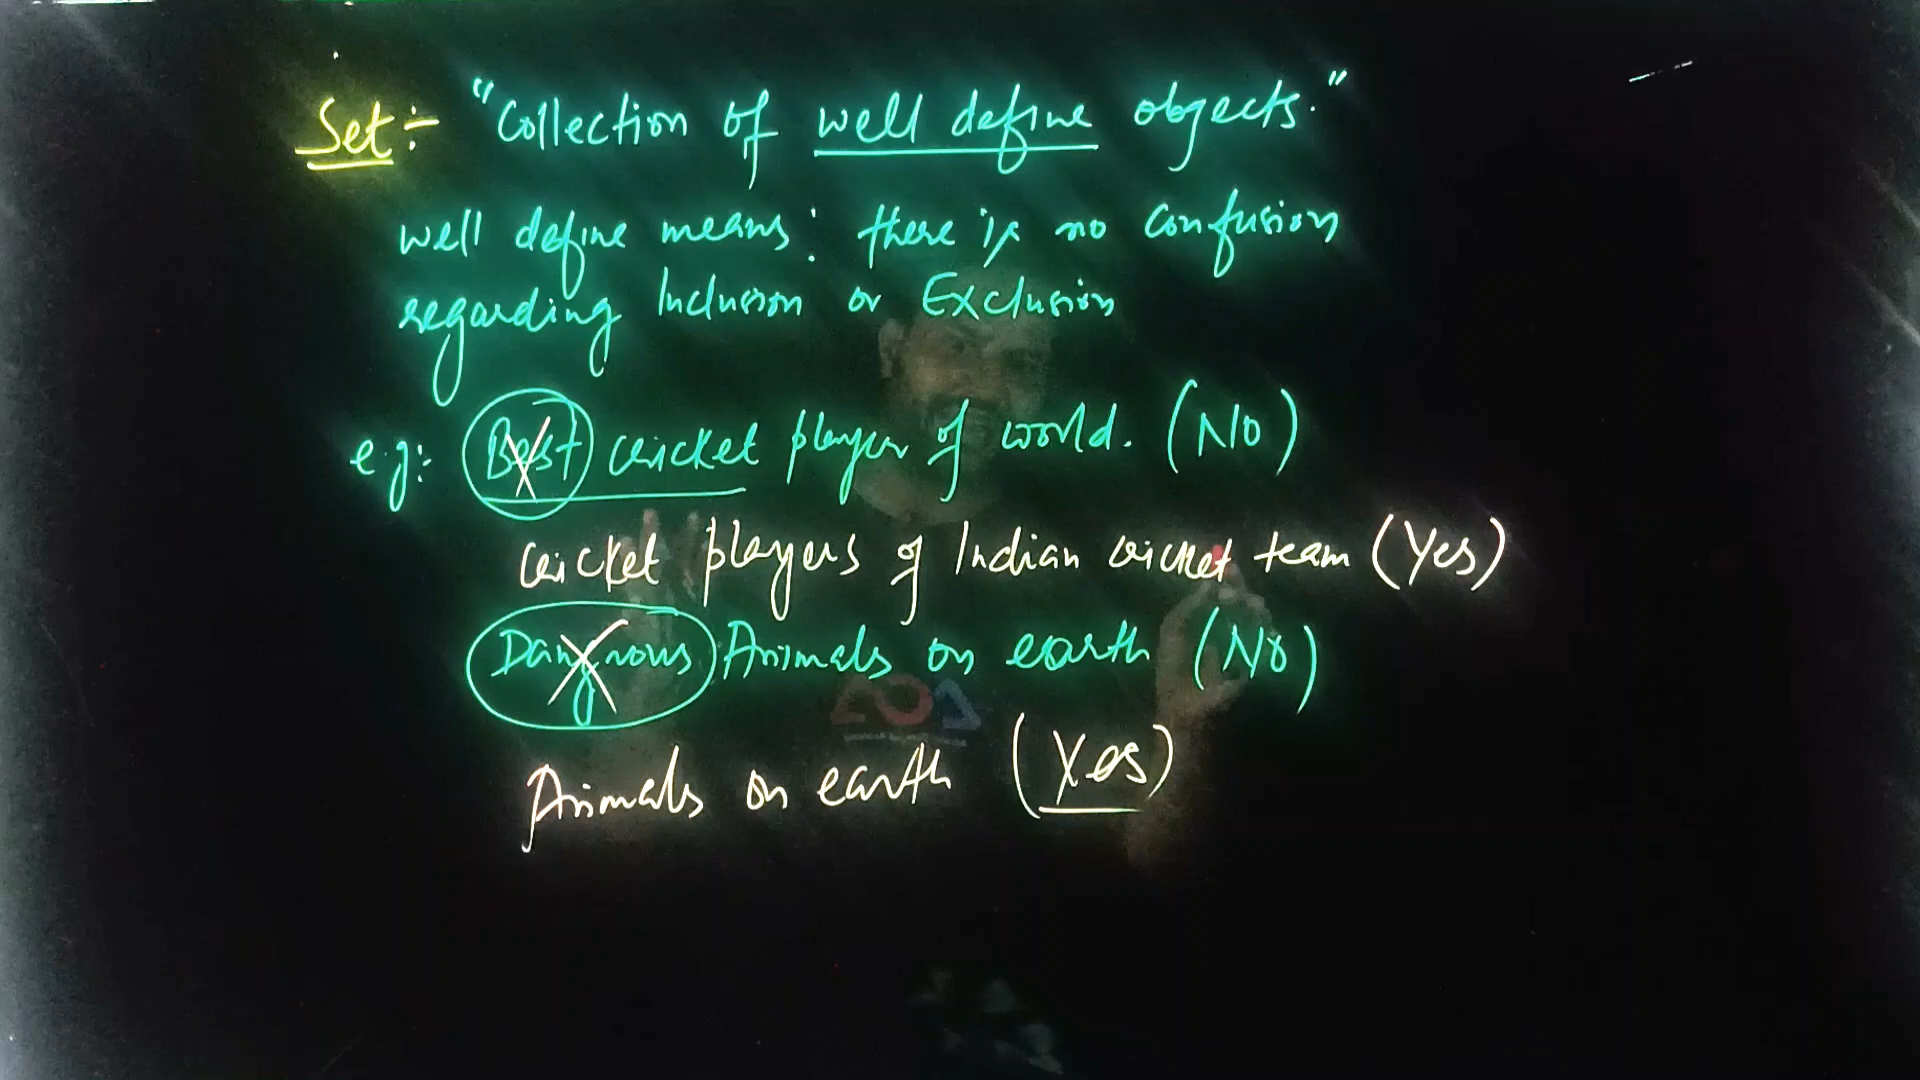 Set :- "Collection of well define objects."
well define means : there is no confusion
regarding Inclusion or Exclusion
e.g:- Best cricket player of world. (No)
cricket players of Indian cricket team (Yes)
Dangrous Animals on earth (No)
Animals on earth (Yes)